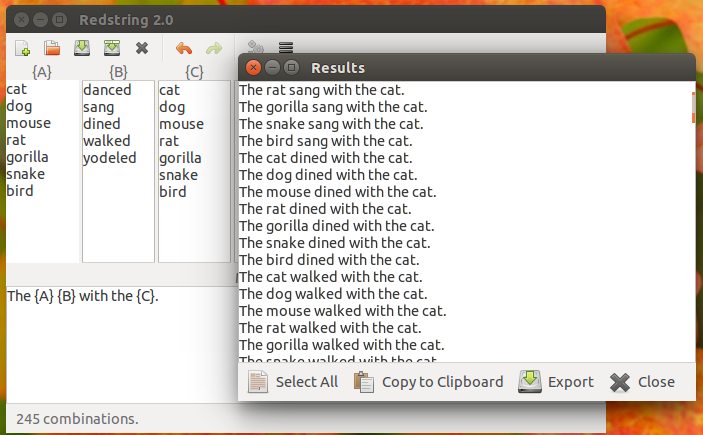 Redstring 2.0
{A} {B} {C}
cat
dog
mouse
rat
gorilla
snake
bird
danced
sang
dined
walked
yodeled
cat
dog
mouse
rat
gorilla
snake
bird
The {A} {B} with the {C}.
245 combinations.
Results
The rat sang with the cat.
The gorilla sang with the cat.
The snake sang with the cat.
The bird sang with the cat.
The cat dined with the cat.
The dog dined with the cat.
The mouse dined with the cat.
The rat dined with the cat.
The gorilla dined with the cat.
The snake dined with the cat.
The bird dined with the cat.
The cat walked with the cat.
The dog walked with the cat.
The mouse walked with the cat.
The rat walked with the cat.
The gorilla walked with the cat.
The snake walked with the cat.
Select All Copy to Clipboard Export Close